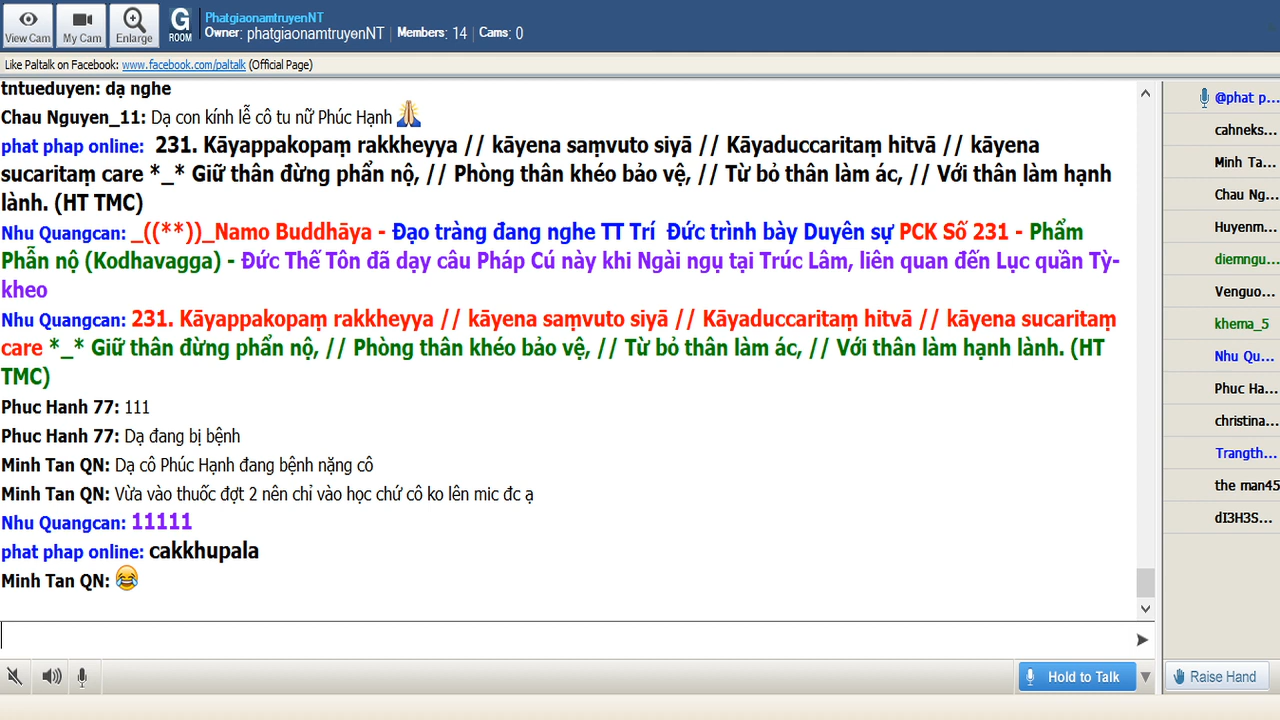 View Cam
My Cam
Enlarge
G
ROOM
PhatgiaonamtruyenNT
Owner: phatgiaonamtruyenNT | Members: 14 | Cams: 0
Like Paltalk on Facebook: www.facebook.com/paltalk (Official Page)
tntueduyen: dạ nghe
Chau Nguyen_11: Dạ con kính lễ cô tu nữ Phúc Hạnh 🙏
phat phap online: 231. Kāyappakopaṃ rakkheyya // kāyena saṃvuto siyā // Kāyaduccaritaṃ hitvā // kāyena
sucaritaṃ care *_* Giữ thân đừng phẩn nộ, // Phòng thân khéo bảo vệ, // Từ bỏ thân làm ác, // Với thân làm hạnh
lành. (HT TMC)
Nhu Quangcan: _((**))_Namo Buddhāya - Đạo tràng đang nghe TT Trí Đức trình bày Duyên sự PCK Số 231 - Phẩm
Phẫn nộ (Kodhavagga) - Đức Thế Tôn đã dạy câu Pháp Cú này khi Ngài ngụ tại Trúc Lâm, liên quan đến Lục quần Tỳ-
kheo
Nhu Quangcan: 231. Kāyappakopaṃ rakkheyya // kāyena saṃvuto siyā // Kāyaduccaritaṃ hitvā // kāyena sucaritaṃ
care *_* Giữ thân đừng phẩn nộ, // Phòng thân khéo bảo vệ, // Từ bỏ thân làm ác, // Với thân làm hạnh lành. (HT
TMC)
Phuc Hanh 77: 111
Phuc Hanh 77: Dạ đang bị bệnh
Minh Tan QN: Dạ cô Phúc Hạnh đang bệnh nặng cô
Minh Tan QN: Vừa vào thuốc đợt 2 nên chỉ vào học chứ cô ko lên mic đc ạ
Nhu Quangcan: 11111
phat phap online: cakkhupala
Minh Tan QN: 😂
Hold to Talk
@phat p...
cahneks...
Minh Ta...
Chau Ng...
Huyenm...
diemngu...
Venguo...
khema_5
Nhu Qu...
Phuc Ha...
christina...
Trangth...
the man45
dI3H3S...
Raise Hand